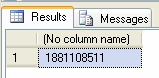 Results Messages
(No column name)
1 1881108511